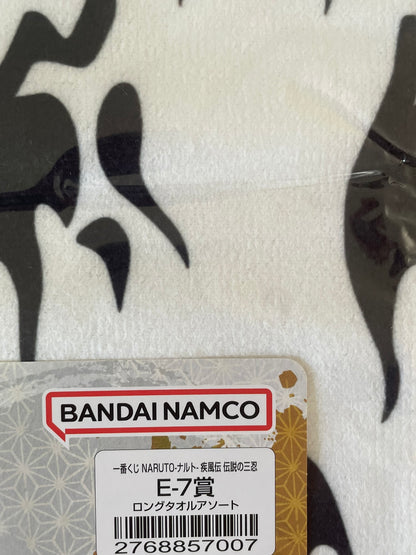 BANDAI NAMCO
一番くじ NARUTO-ナルト- 疾風伝 伝説の三忍
E-7賞
ロングタオルアソート
2768857007